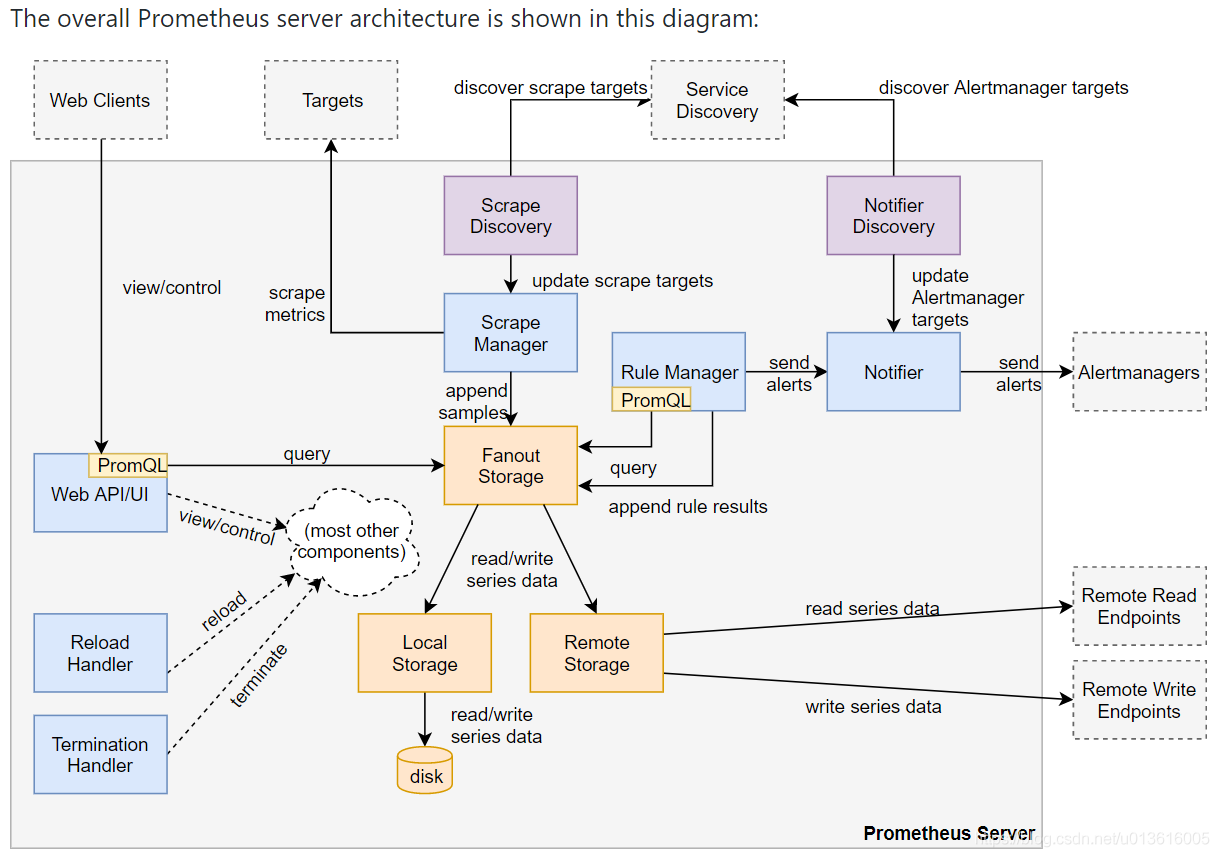 The overall Prometheus server architecture is shown in this diagram:
Web Clients
Targets
discover scrape targets
Service
Discovery
discover Alertmanager targets
Scrape
Discovery
Notifier
Discovery
view/control
scrape
metrics
update scrape targets
update
Alertmanager
targets
Scrape
Manager
Rule Manager
PromQL
send
alerts
Notifier
send
alerts
Alertmanagers
append
samples
Fanout
Storage
query
append rule results
PromQL
Web API/UI
query
view/control
(most other
components)
read/write
series data
reload
terminate
Reload
Handler
Local
Storage
Remote
Storage
read series data
Remote Read
Endpoints
write series data
Remote Write
Endpoints
Termination
Handler
read/write
series data
disk
Prometheus Server